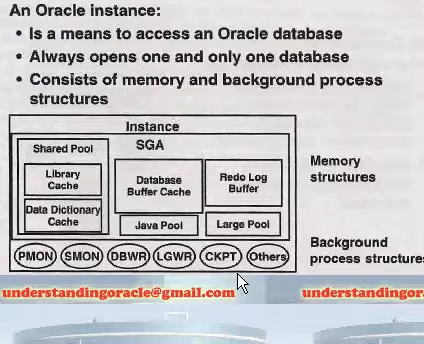 An Oracle instance:
• Is a means to access an Oracle database
• Always opens one and only one database
• Consists of memory and background process
structures
Instance
SGA
Shared Pool
Library
Cache
Data Dictionary
Cache
Database
Buffer Cache
Redo Log
Buffer
Java Pool
Large Pool
Memory
structures
PMON SMON DBWR LGWR CKPT Others
Background
process structures
understandingoracle@gmail.com
understandingora